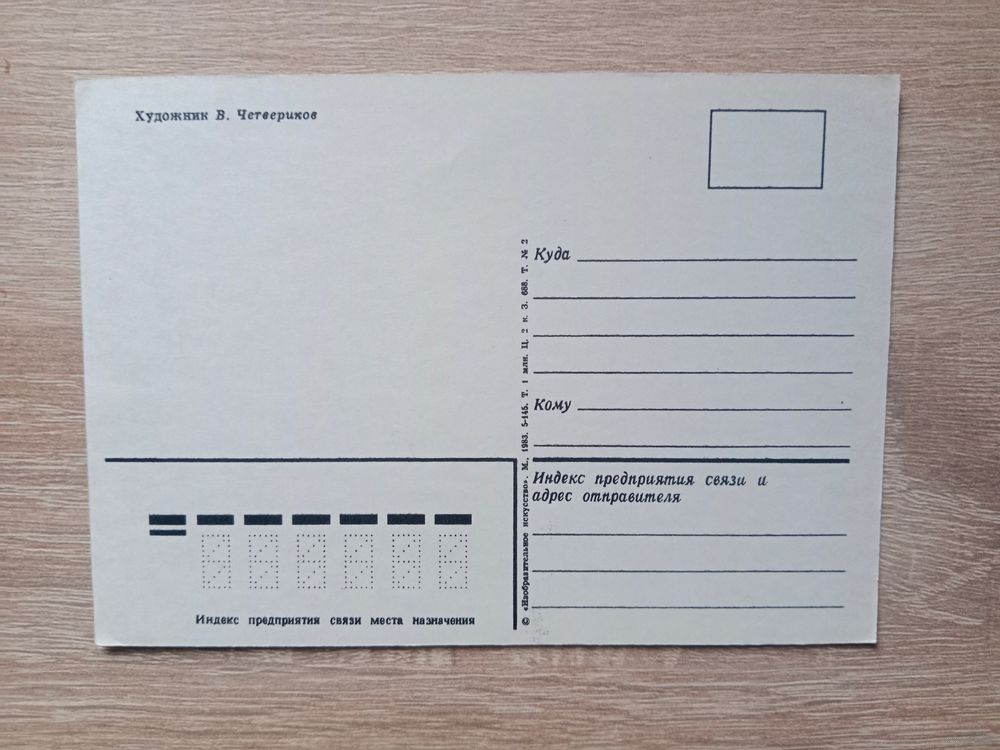 Художник В. Четвериков
Куда
Кому
Индекс предприятия связи и
адрес отправителя
Индекс предприятия связи места назначения
© «Изобразительное искусство». М., 1983. 5-145. Т. 1 млн. Ц. 2 к. З. 688. Т. № 2